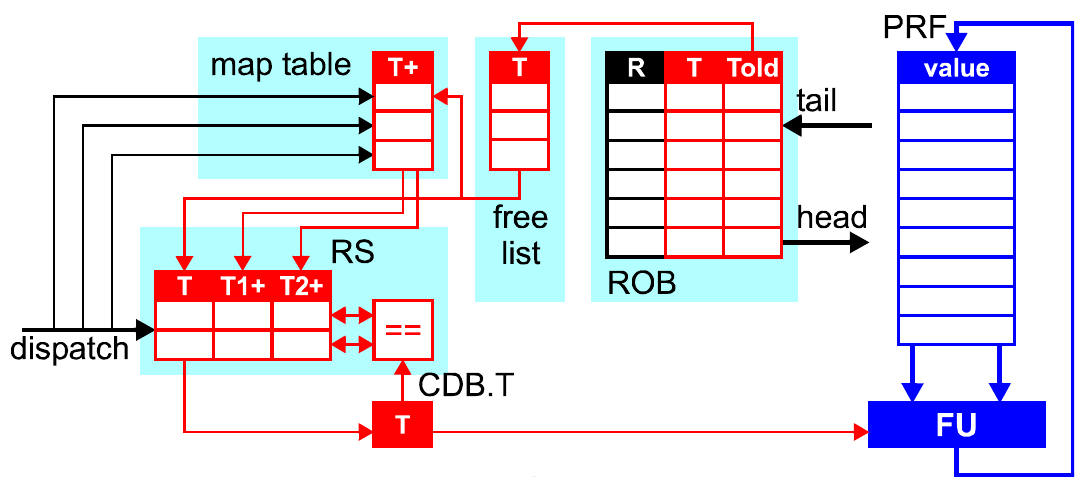 PRF
map table
T+
T
R T Told
value
tail
free
list
head
RS
ROB
T T1+ T2+
==
dispatch
CDB.T
T
FU